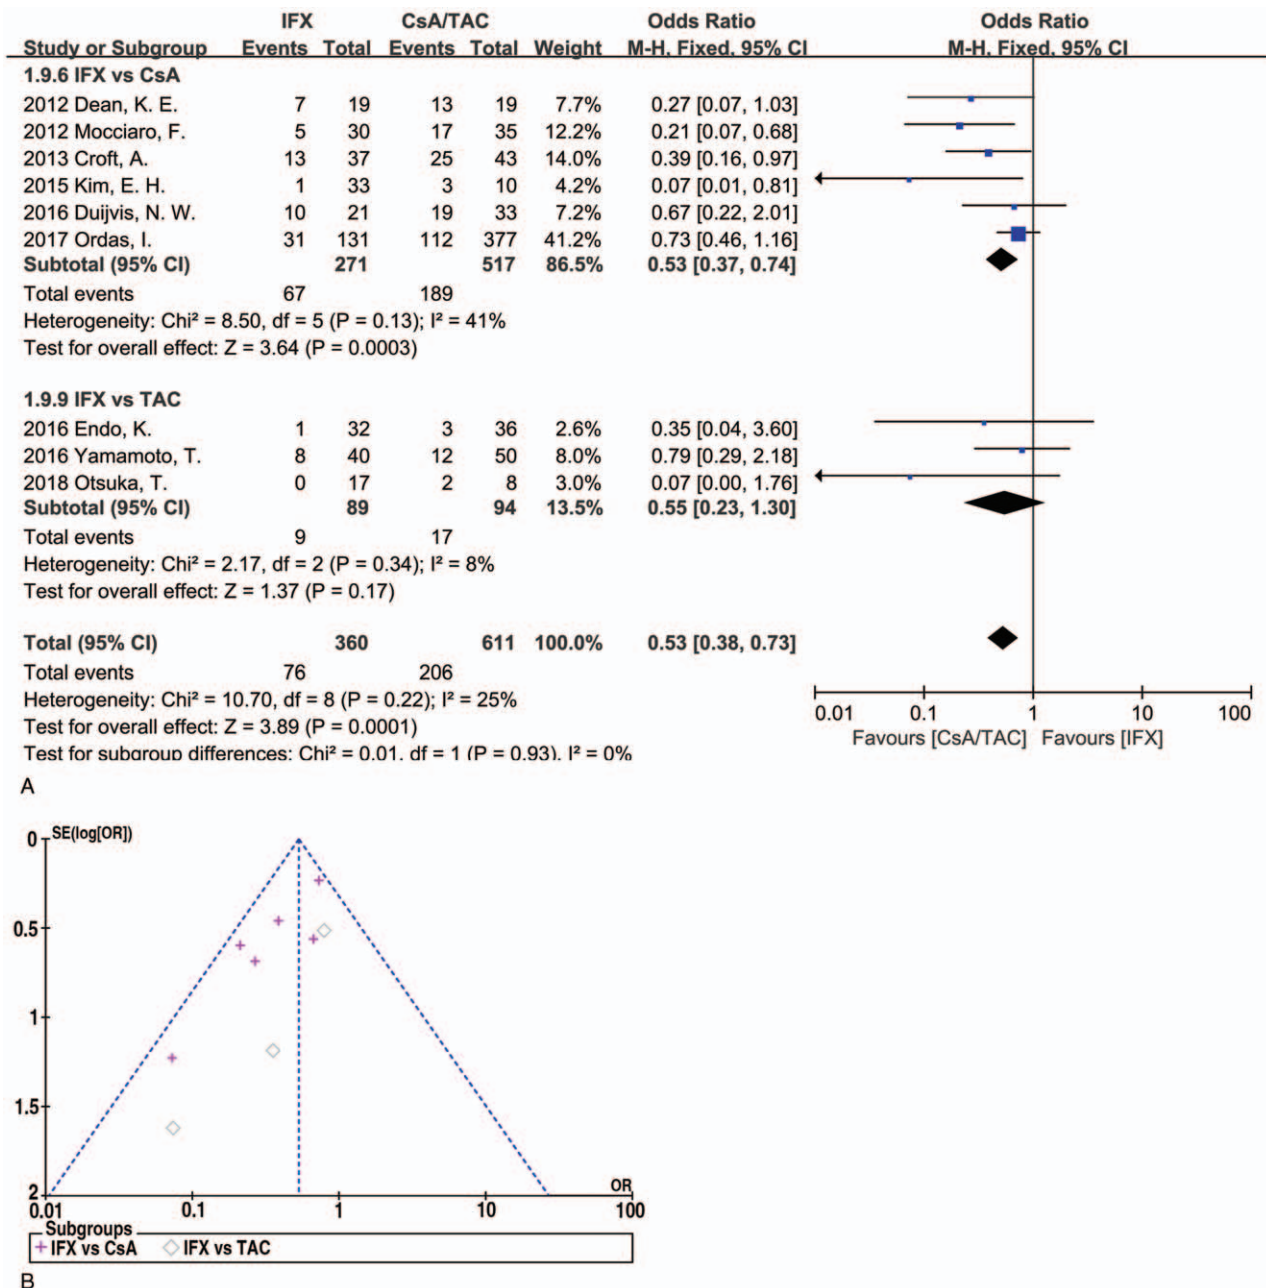 IFX CsA/TAC Odds Ratio Odds Ratio
Study or Subgroup Events Total Events Total Weight M-H, Fixed, 95% CI M-H, Fixed, 95% CI
1.9.6 IFX vs CsA
2012 Dean, K. E. 7 19 13 19 7.7% 0.27 [0.07, 1.03]
2012 Mocciaro, F. 5 30 17 35 12.2% 0.21 [0.07, 0.68]
2013 Croft, A. 13 37 25 43 14.0% 0.39 [0.16, 0.97]
2015 Kim, E. H. 1 33 3 10 4.2% 0.07 [0.01, 0.81]
2016 Duijvis, N. W. 10 21 19 33 7.2% 0.67 [0.22, 2.01]
2017 Ordas, I. 31 131 112 377 41.2% 0.73 [0.46, 1.16]
Subtotal (95% CI) 271 517 86.5% 0.53 [0.37, 0.74]
Total events 67 189
Heterogeneity: Chi² = 8.50, df = 5 (P = 0.13); I² = 41%
Test for overall effect: Z = 3.64 (P = 0.0003)
1.9.9 IFX vs TAC
2016 Endo, K. 1 32 3 36 2.6% 0.35 [0.04, 3.60]
2016 Yamamoto, T. 8 40 12 50 8.0% 0.79 [0.29, 2.18]
2018 Otsuka, T. 0 17 2 8 3.0% 0.07 [0.00, 1.76]
Subtotal (95% CI) 89 94 13.5% 0.55 [0.23, 1.30]
Total events 9 17
Heterogeneity: Chi² = 2.17, df = 2 (P = 0.34); I² = 8%
Test for overall effect: Z = 1.37 (P = 0.17)
Total (95% CI) 360 611 100.0% 0.53 [0.38, 0.73]
Total events 76 206
Heterogeneity: Chi² = 10.70, df = 8 (P = 0.22); I² = 25%
Test for overall effect: Z = 3.89 (P = 0.0001)
Test for subgroup differences: Chi² = 0.01, df = 1 (P = 0.93), I² = 0%
0.01 0.1 1 10 100
Favours [CsA/TAC] Favours [IFX]
A
SE(log[OR])
0
0.5
1
1.5
2
OR
0.01 0.1 1 10 100
Subgroups
IFX vs CsA IFX vs TAC
B